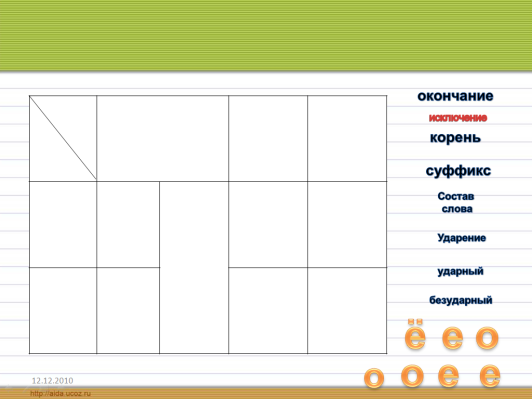 окончание
исключение
корень
суффикс
Состав
слова
Ударение
ударный
безударный
ё е о
о о е е
12.12.2010
http://aida.ucoz.ru